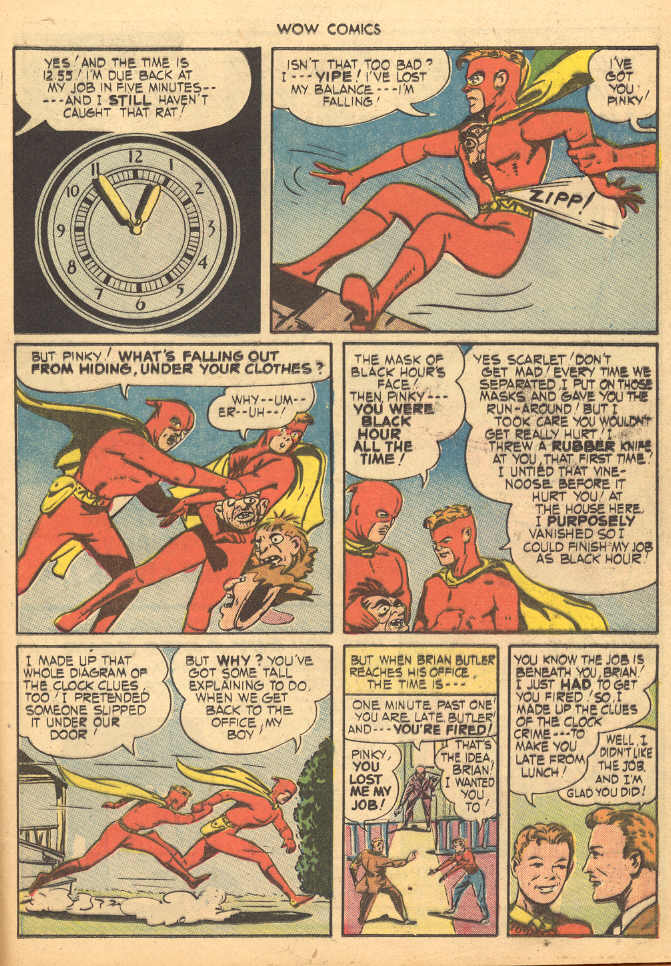 WOW COMICS
YES! AND THE TIME IS
12.55! I'M DUE BACK AT
MY JOB IN FIVE MINUTES--
---AND I STILL HAVEN'T
CAUGHT THAT RAT!
12
1
2
3
4
5
6
7
8
9
10
11
ISN'T THAT TOO BAD?
I---YIPE! I'VE LOST
MY BALANCE---I'M
FALLING!
I'VE
GOT
YOU
PINKY!
ZIPP!
BUT PINKY! WHAT'S FALLING OUT
FROM HIDING, UNDER YOUR CLOTHES?
WHY--UM--
ER--UH--!
THE MASK OF
BLACK HOUR'S
FACE!
THEN, PINKY---
YOU WERE
BLACK
HOUR
ALL THE
TIME!
YES SCARLET! DON'T
GET MAD! EVERY TIME WE
SEPARATED I PUT ON THOSE
MASKS AND GAVE YOU THE
RUN-AROUND! BUT I
TOOK CARE YOU WOULDN'T
GET REALLY HURT! I
THREW A RUBBER KNIFE
AT YOU, THAT FIRST TIME!
I UNTIED THAT VINE-
NOOSE BEFORE IT
HURT YOU! AT
THE HOUSE HERE,
I PURPOSELY
VANISHED SO I
COULD FINISH MY JOB
AS BLACK HOUR!
I MADE UP THAT
WHOLE DIAGRAM OF
THE CLOCK CLUES,
TOO! I PRETENDED
SOMEONE SLIPPED
IT UNDER OUR
DOOR!
BUT WHY? YOU'VE
GOT SOME TALL
EXPLAINING TO DO,
WHEN WE GET
BACK TO THE
OFFICE, MY
BOY!
BUT WHEN BRIAN BUTLER
REACHES HIS OFFICE,
THE TIME IS---
ONE MINUTE PAST ONE!
YOU ARE LATE, BUTLER!
AND---YOU'RE FIRED!
PINKY,
YOU
LOST
ME MY
JOB!
THAT'S
THE IDEA,
BRIAN!
I WANTED
YOU
TO!
YOU KNOW THE JOB IS
BENEATH YOU, BRIAN!
I JUST HAD TO GET
YOU FIRED! SO, I
MADE UP THE CLUES
OF THE CLOCK
CRIME---TO
MAKE YOU
LATE FROM
LUNCH!
WELL, I
DIDN'T LIKE
THE JOB,
AND I'M
GLAD YOU DID!